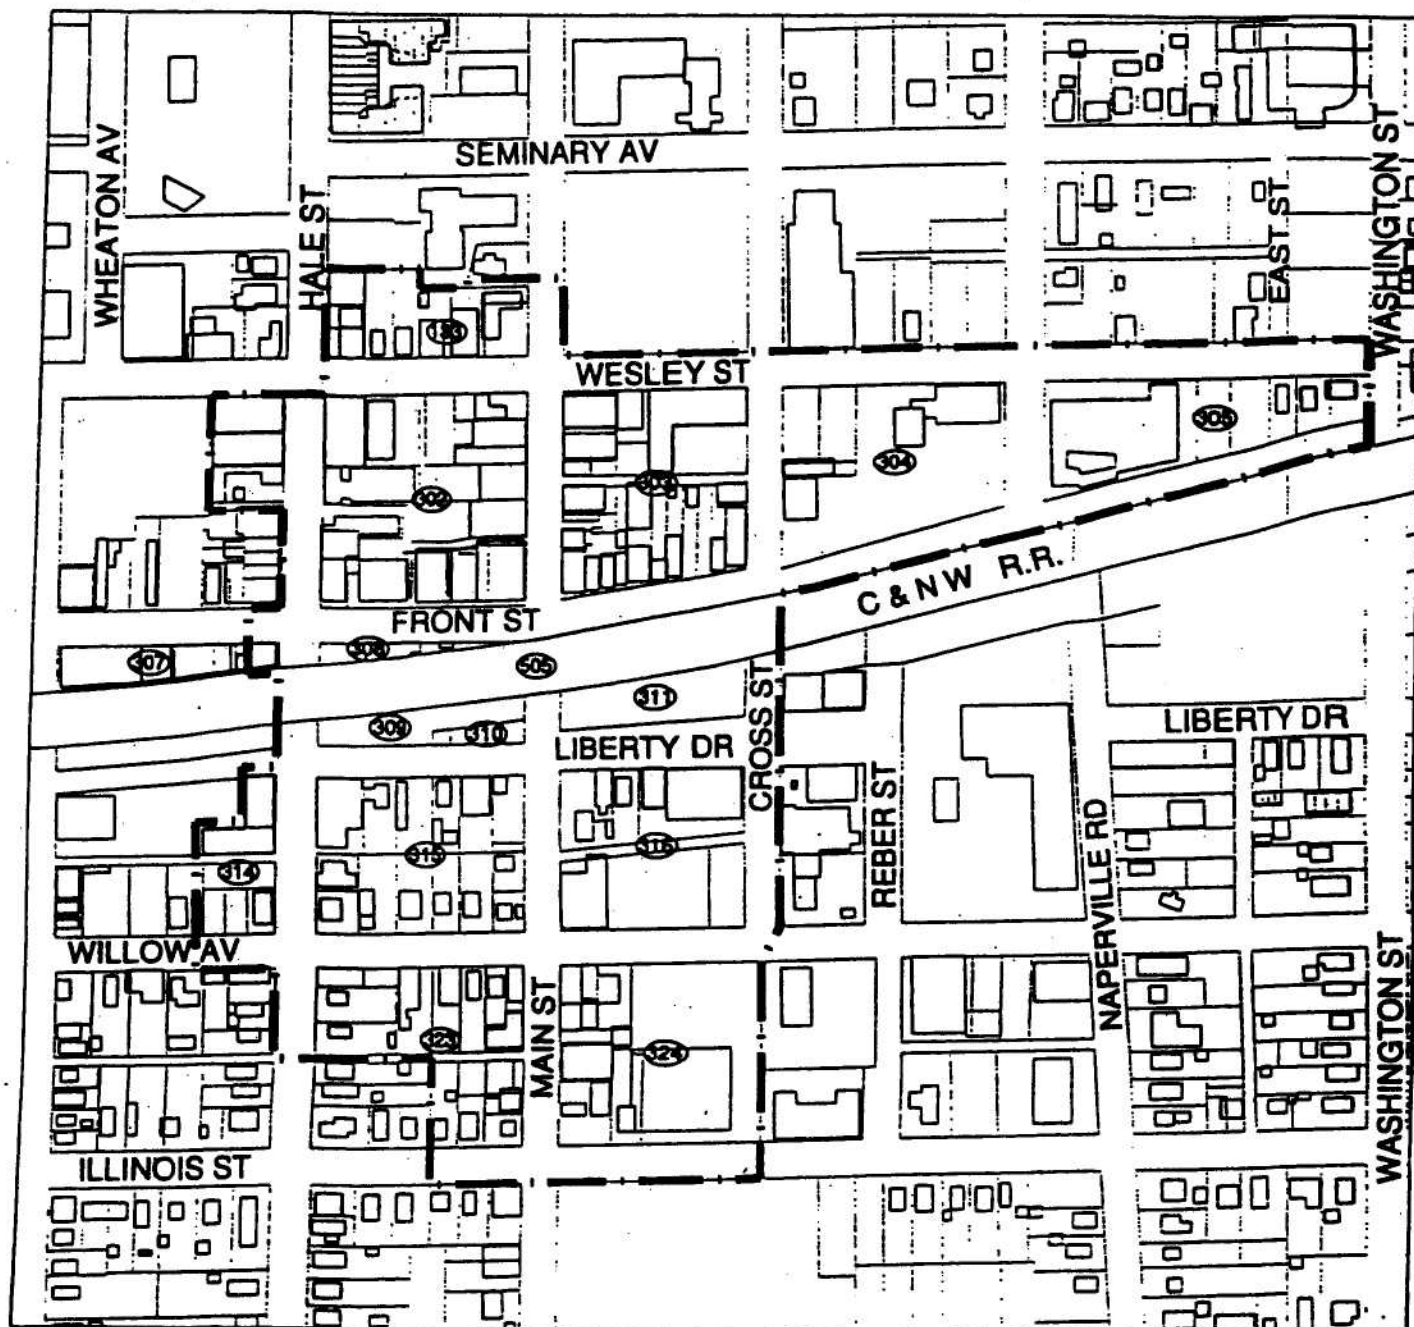 SEMINARY AV
WHEATON AV
HALE ST
EAST ST
WASHINGTON ST
WESLEY ST
305
304
302
C & N W R.R.
FRONT ST
308
307
505
311
CROSS ST
309
310
LIBERTY DR
LIBERTY DR
REBER ST
NAPERVILLE RD
315
316
314
WILLOW AV
MAIN ST
323
324
WASHINGTON ST
ILLINOIS ST